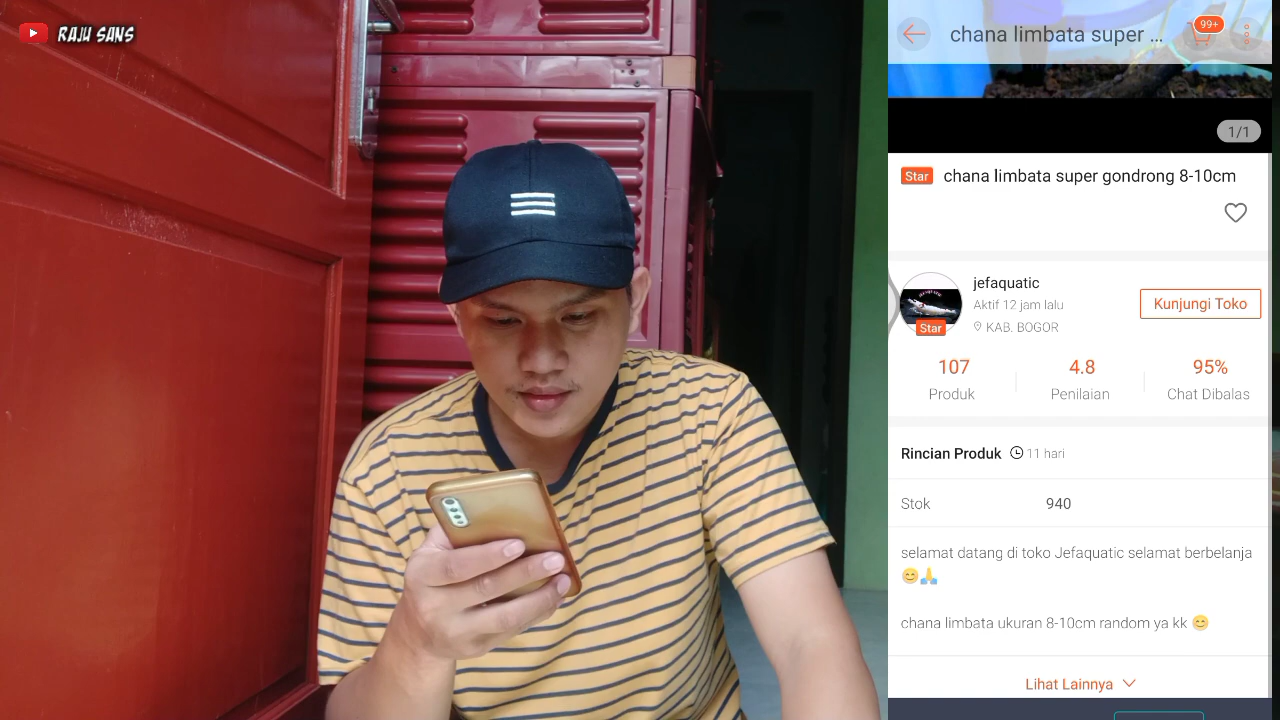 RAJU SANS
chana limbata super ...
99+
1/1
Star chana limbata super gondrong 8-10cm
jefaquatic
Aktif 12 jam lalu
KAB. BOGOR
Star
Kunjungi Toko
107
Produk
4.8
Penilaian
95%
Chat Dibalas
Rincian Produk 11 hari
Stok 940
selamat datang di toko Jefaquatic selamat berbelanja
😊🙏
chana limbata ukuran 8-10cm random ya kk 😊
Lihat Lainnya